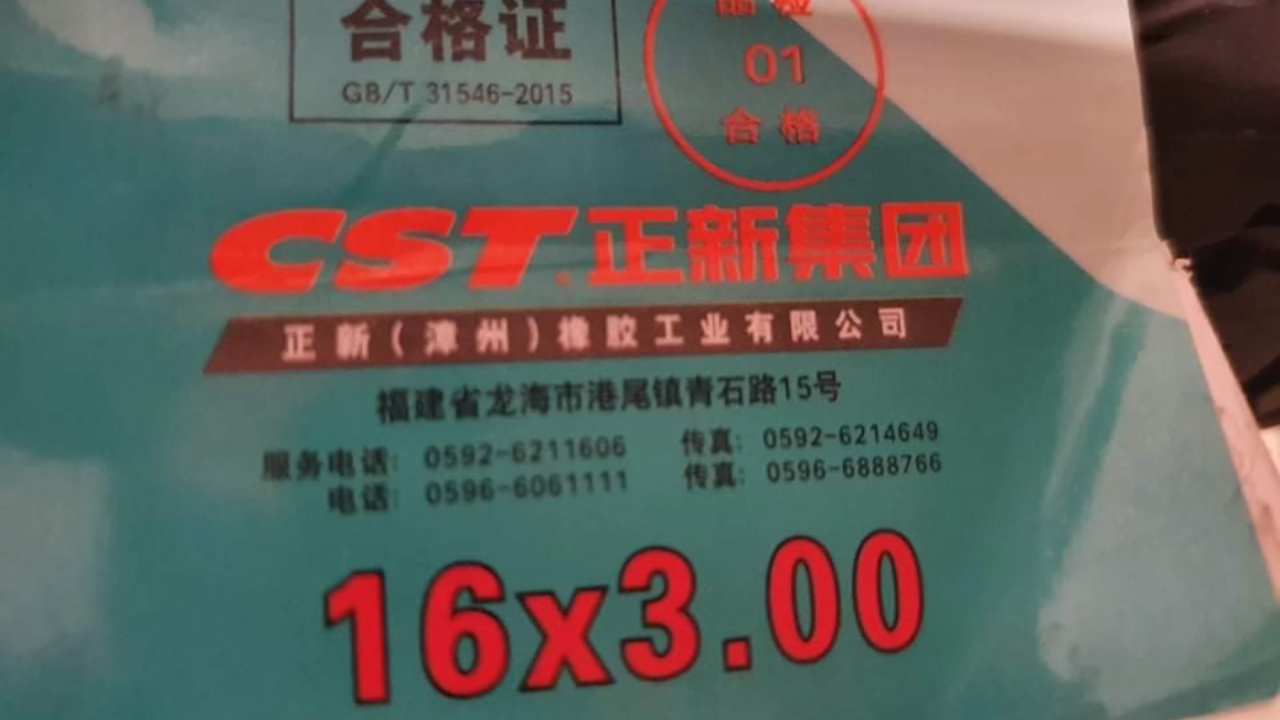 合格证
GB/T 31546-2015
品检
01
合格
CST.正新集团
正新(漳州)橡胶工业有限公司
福建省龙海市港尾镇青石路15号
服务电话: 0592-6211606 传真: 0592-6214649
电话: 0596-6061111 传真: 0596-6888766
16x3.00